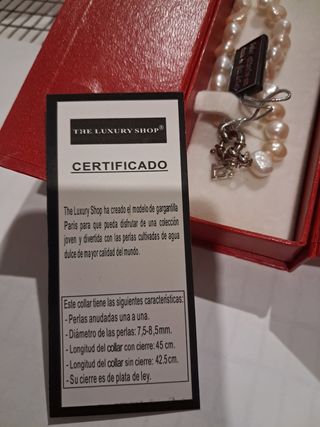 THE LUXURY SHOP®
CERTIFICADO
The Luxury Shop ha creado el modelo de gargantilla
Paris para que pueda disfrutar de una colección
joven y divertida con las perlas cultivadas de agua
dulce de mayor calidad del mundo.
Este collar tiene las siguientes características:
- Perlas anudadas una a una.
- Diámetro de las perlas: 7,5-8,5mm.
- Longitud del collar con cierre: 45 cm.
- Longitud del collar sin cierre: 42.5cm.
- Su cierre es de plata de ley.